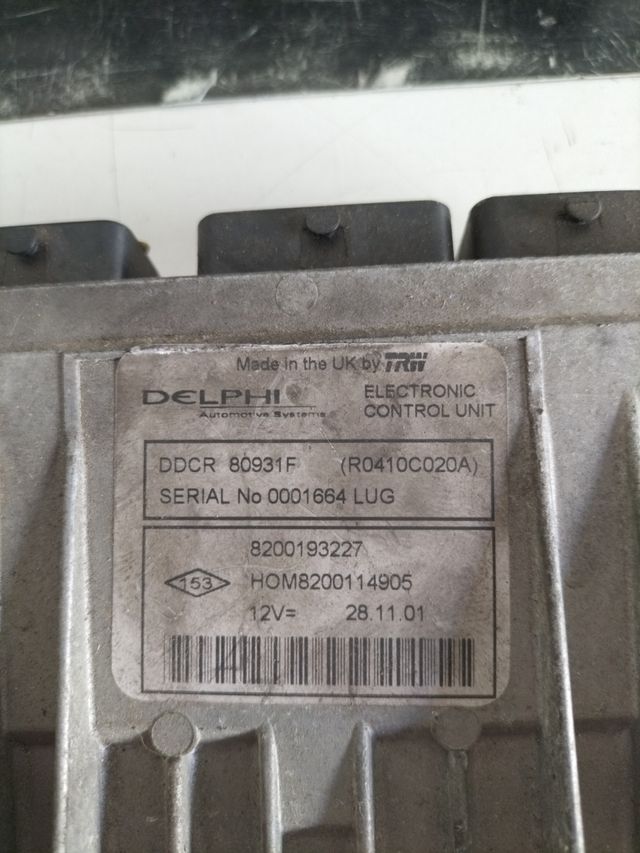 Made in the UK by TRW
DELPHI
Automotive Systems
ELECTRONIC
CONTROL UNIT
DDCR 80931F (R0410C020A)
SERIAL No 0001664 LUG
8200193227
153 HOM8200114905
12V= 28.11.01